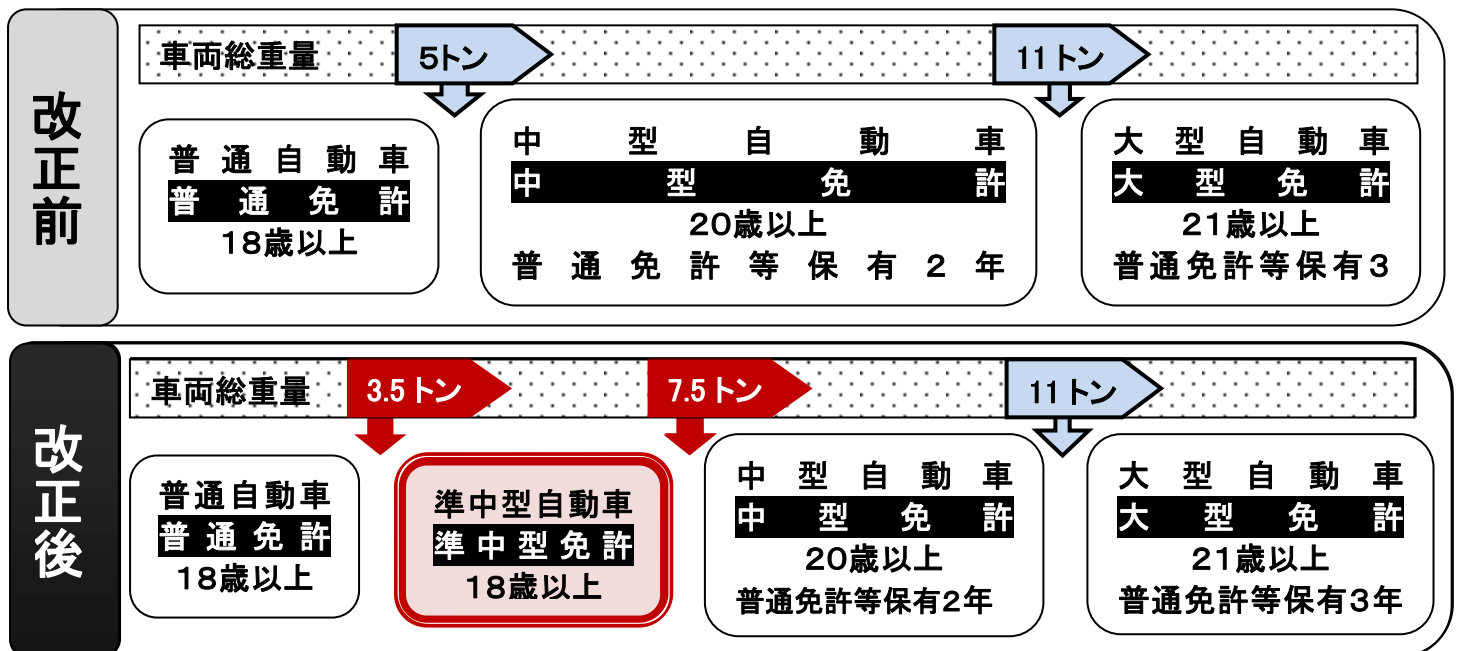 改正前
車両総重量
5トン
11トン
普通自動車
普通免許
18歳以上
中型自動車
中型免許
20歳以上
普通免許等保有2年
大型自動車
大型免許
21歳以上
普通免許等保有3
改正後
車両総重量
3.5トン
7.5トン
11トン
普通自動車
普通免許
18歳以上
準中型自動車
準中型免許
18歳以上
中型自動車
中型免許
20歳以上
普通免許等保有2年
大型自動車
大型免許
21歳以上
普通免許等保有3年